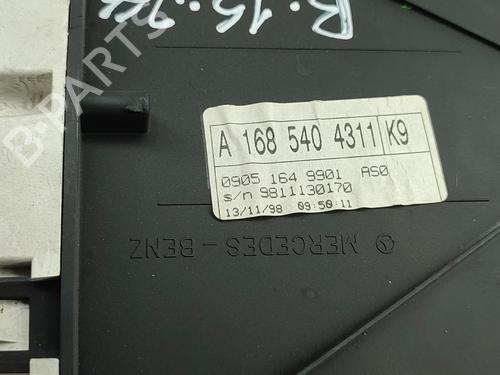 B-PARTS
A 168 540 4311 K9
0905 164 9901 AS0
s/n 9811130170
13/11/98 09:50:11
MERCEDES-BENZ